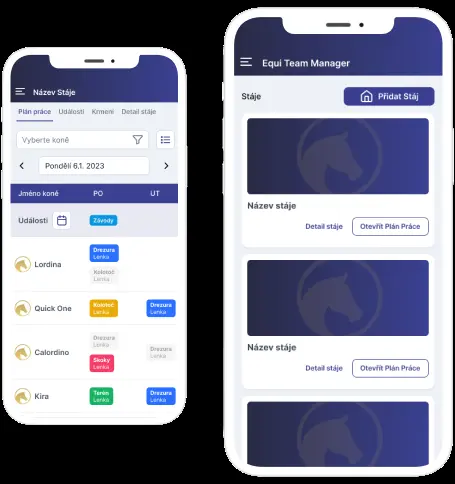 Název Stáje
Plán práce Události Krmení Detail stáje
Vyberte koně
Pondělí 6.1. 2023
Jméno koně PO UT
Události Závody
Lordina
Drezura
Lenka
Kolotoč
Lenka
Quick One
Kolotoč
Lenka
Drezura
Lenka
Calordino
Drezura
Lenka
Skoky
Lenka
Drezura
Lenka
Kira
Terén
Lenka
Drezura
Lenka
Equi Team Manager
Stáje Přidat Stáj
Název stáje
Detail stáje Otevřít Plán Práce
Název stáje
Detail stáje Otevřít Plán Práce